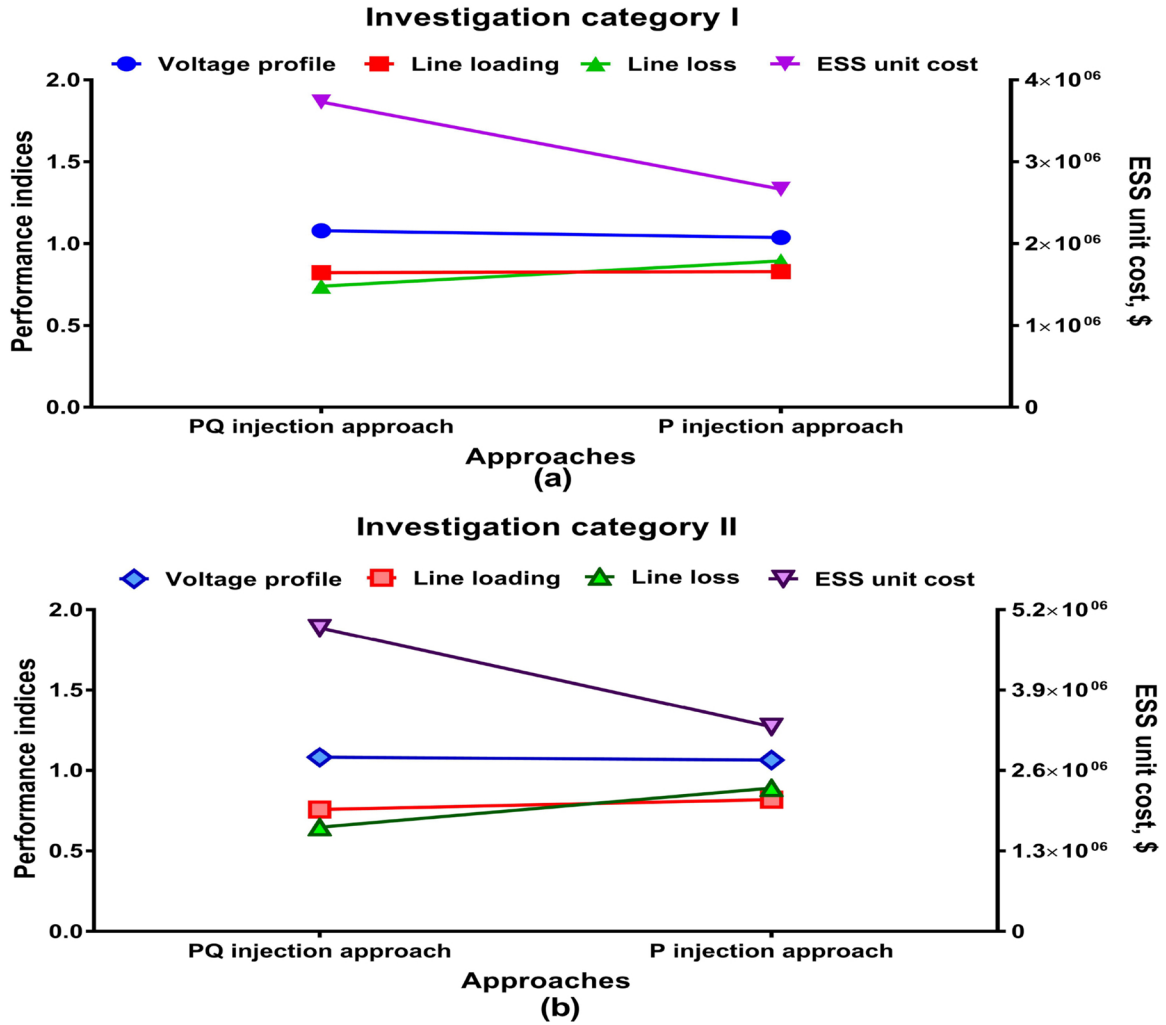 Investigation category I
Voltage profile Line loading Line loss ESS unit cost
Performance indices
2.0
1.5
1.0
0.5
0.0
4×10⁰⁶
3×10⁰⁶
2×10⁰⁶
1×10⁰⁶
0
ESS unit cost, $
PQ injection approach P injection approach
Approaches
(a)
Investigation category II
Voltage profile Line loading Line loss ESS unit cost
Performance indices
2.0
1.5
1.0
0.5
0.0
5.2×10⁰⁶
3.9×10⁰⁶
2.6×10⁰⁶
1.3×10⁰⁶
0
ESS unit cost, $
PQ injection approach P injection approach
Approaches
(b)